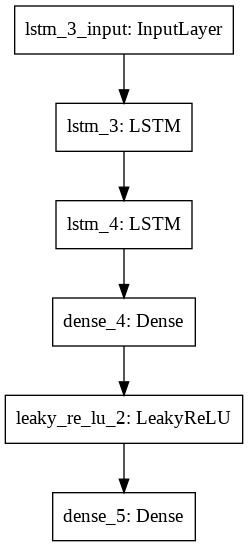 lstm_3_input: InputLayer
lstm_3: LSTM
lstm_4: LSTM
dense_4: Dense
leaky_re_lu_2: LeakyReLU
dense_5: Dense